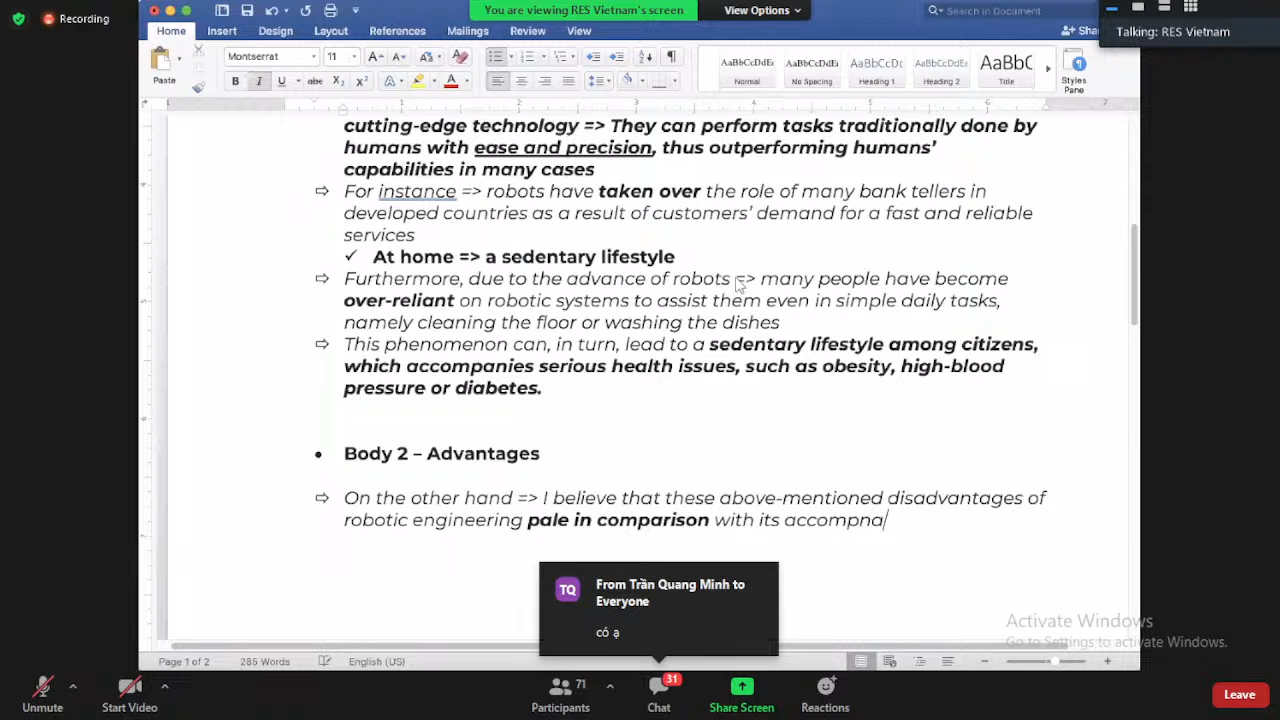 Recording
You are viewing RES Vietnam's screen
View Options
Search in Document
Talking: RES Vietnam
Home Insert Design Layout References Mailings Review View
Sha
Paste
Montserrat 11
AaBbCcDdEe AaBbCcDdEe AaBbCcDc AaBbCcDdEe AaBbC
Normal No Spacing Heading 1 Heading 2 Title
Styles
Pane
cutting-edge technology => They can perform tasks traditionally done by
humans with ease and precision, thus outperforming humans'
capabilities in many cases
⇨ For instance => robots have taken over the role of many bank tellers in
developed countries as a result of customers' demand for a fast and reliable
services
✓ At home => a sedentary lifestyle
⇨ Furthermore, due to the advance of robots => many people have become
over-reliant on robotic systems to assist them even in simple daily tasks,
namely cleaning the floor or washing the dishes
⇨ This phenomenon can, in turn, lead to a sedentary lifestyle among citizens,
which accompanies serious health issues, such as obesity, high-blood
pressure or diabetes.
• Body 2 – Advantages
⇨ On the other hand => I believe that these above-mentioned disadvantages of
robotic engineering pale in comparison with its accompna
TQ
From Trần Quang Minh to
Everyone
có ạ
Activate Windows
Go to Settings to activate Windows.
Page 1 of 2 285 Words English (US)
71
31
Unmute Start Video Participants Chat Share Screen Reactions
Leave